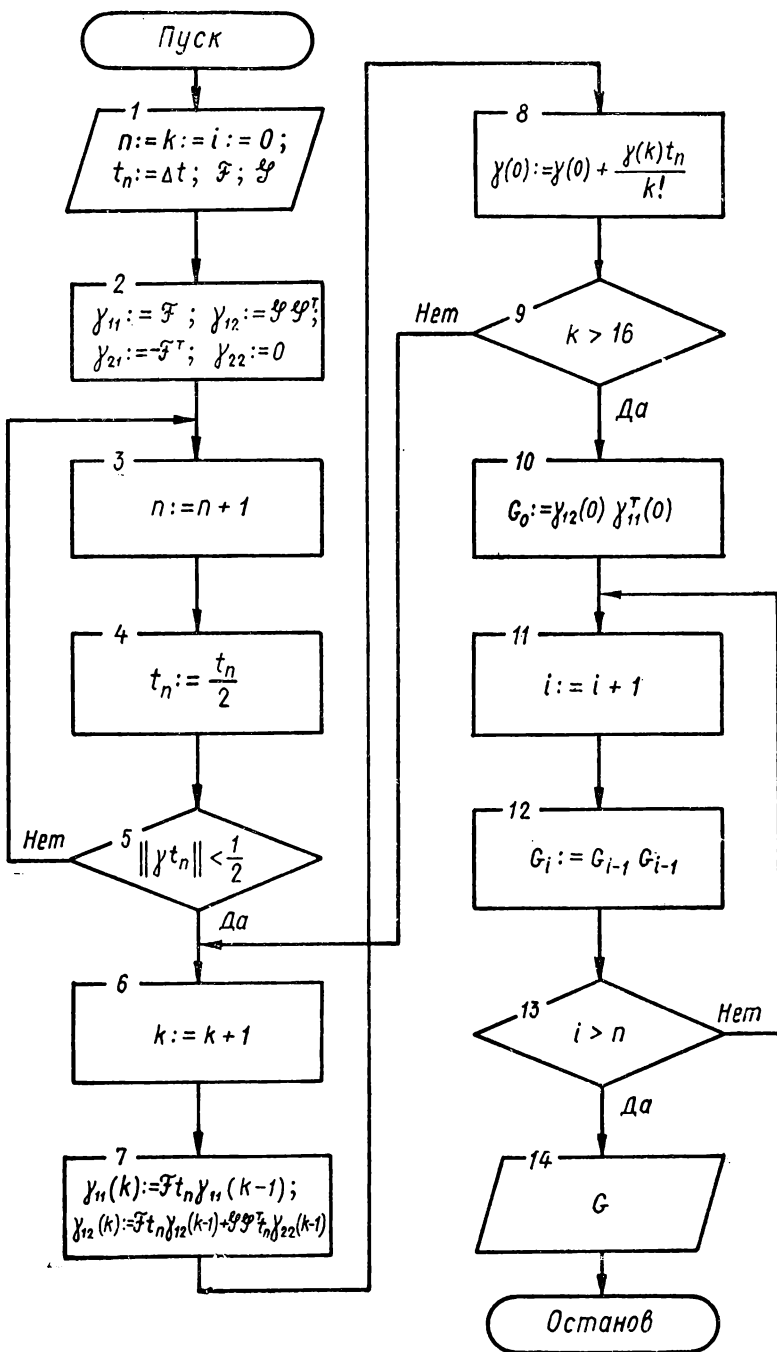 Пуск
1
n:=k:=i:=0;
tₙ:=Δt; ℱ; 𝒢
2
γ₁₁:=ℱ; γ₁₂:=𝒢𝒢ᵀ;
γ₂₁:=-ℱᵀ; γ₂₂:=0
3
n:=n+1
4
tₙ:=tₙ/2
Нет
5
‖γtₙ‖<1/2
Да
6
k:=k+1
7
γ₁₁(k):=ℱtₙγ₁₁(k-1);
γ₁₂(k):=ℱtₙγ₁₂(k-1)+𝒢𝒢ᵀtₙγ₂₂(k-1)
8
γ(0):=γ(0)+γ(k)tₙ/k!
Нет
9
k>16
Да
10
G₀:=γ₁₂(0) γ₁₁ᵀ(0)
11
i:=i+1
12
Gᵢ:=Gᵢ₋₁ Gᵢ₋₁
13
i>n
Нет
Да
14
G
Останов